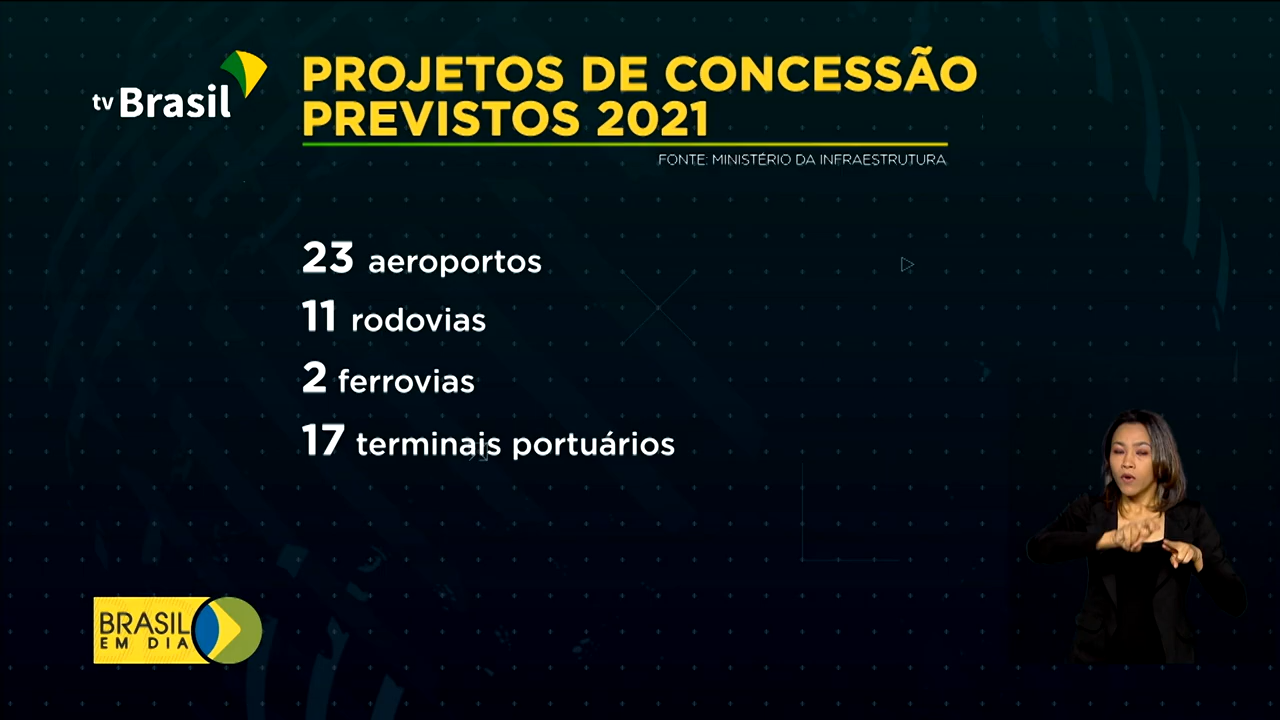 tv Brasil
PROJETOS DE CONCESSÃO
PREVISTOS 2021
FONTE: MINISTÉRIO DA INFRAESTRUTURA
23 aeroportos
11 rodovias
2 ferrovias
17 terminais portuários
BRASIL
EM DIA